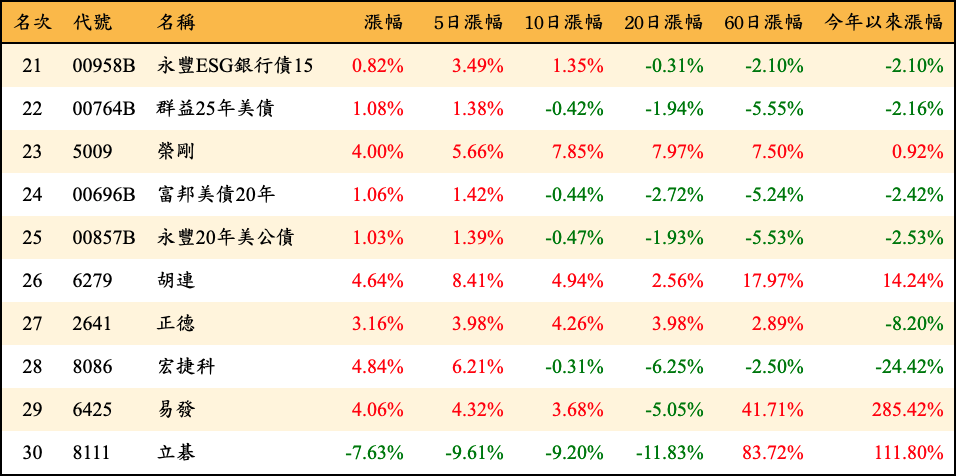 名次 代號 名稱 漲幅 5日漲幅 10日漲幅 20日漲幅 60日漲幅 今年以來漲幅
21 00958B 永豐ESG銀行債15 0.82% 3.49% 1.35% -0.31% -2.10% -2.10%
22 00764B 群益25年美債 1.08% 1.38% -0.42% -1.94% -5.55% -2.16%
23 5009 榮剛 4.00% 5.66% 7.85% 7.97% 7.50% 0.92%
24 00696B 富邦美債20年 1.06% 1.42% -0.44% -2.72% -5.24% -2.42%
25 00857B 永豐20年美公債 1.03% 1.39% -0.47% -1.93% -5.53% -2.53%
26 6279 胡連 4.64% 8.41% 4.94% 2.56% 17.97% 14.24%
27 2641 正德 3.16% 3.98% 4.26% 3.98% 2.89% -8.20%
28 8086 宏捷科 4.84% 6.21% -0.31% -6.25% -2.50% -24.42%
29 6425 易發 4.06% 4.32% 3.68% -5.05% 41.71% 285.42%
30 8111 立碁 -7.63% -9.61% -9.20% -11.83% 83.72% 111.80%